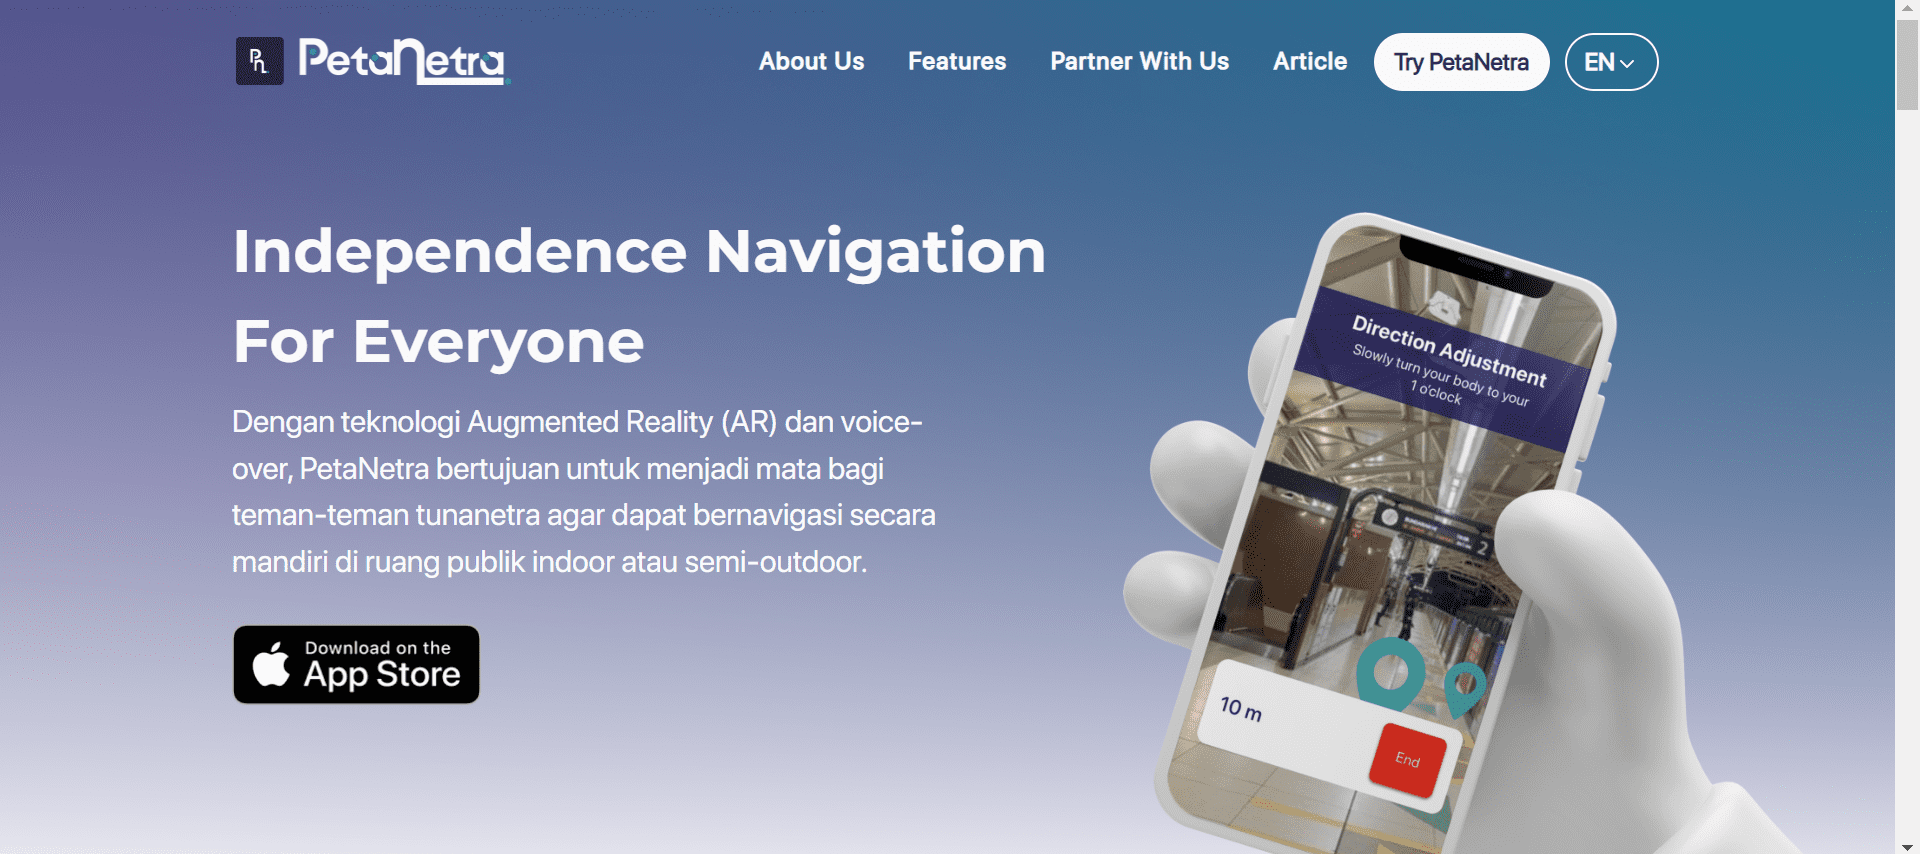 PN
PetaNetra
About Us
Features
Partner With Us
Article
Try PetaNetra
EN
Independence Navigation
For Everyone
Dengan teknologi Augmented Reality (AR) dan voice-
over, PetaNetra bertujuan untuk menjadi mata bagi
teman-teman tunanetra agar dapat bernavigasi secara
mandiri di ruang publik indoor atau semi-outdoor.
Download on the
App Store
Direction Adjustment
Slowly turn your body to your
1 o'clock
2
10 m
End